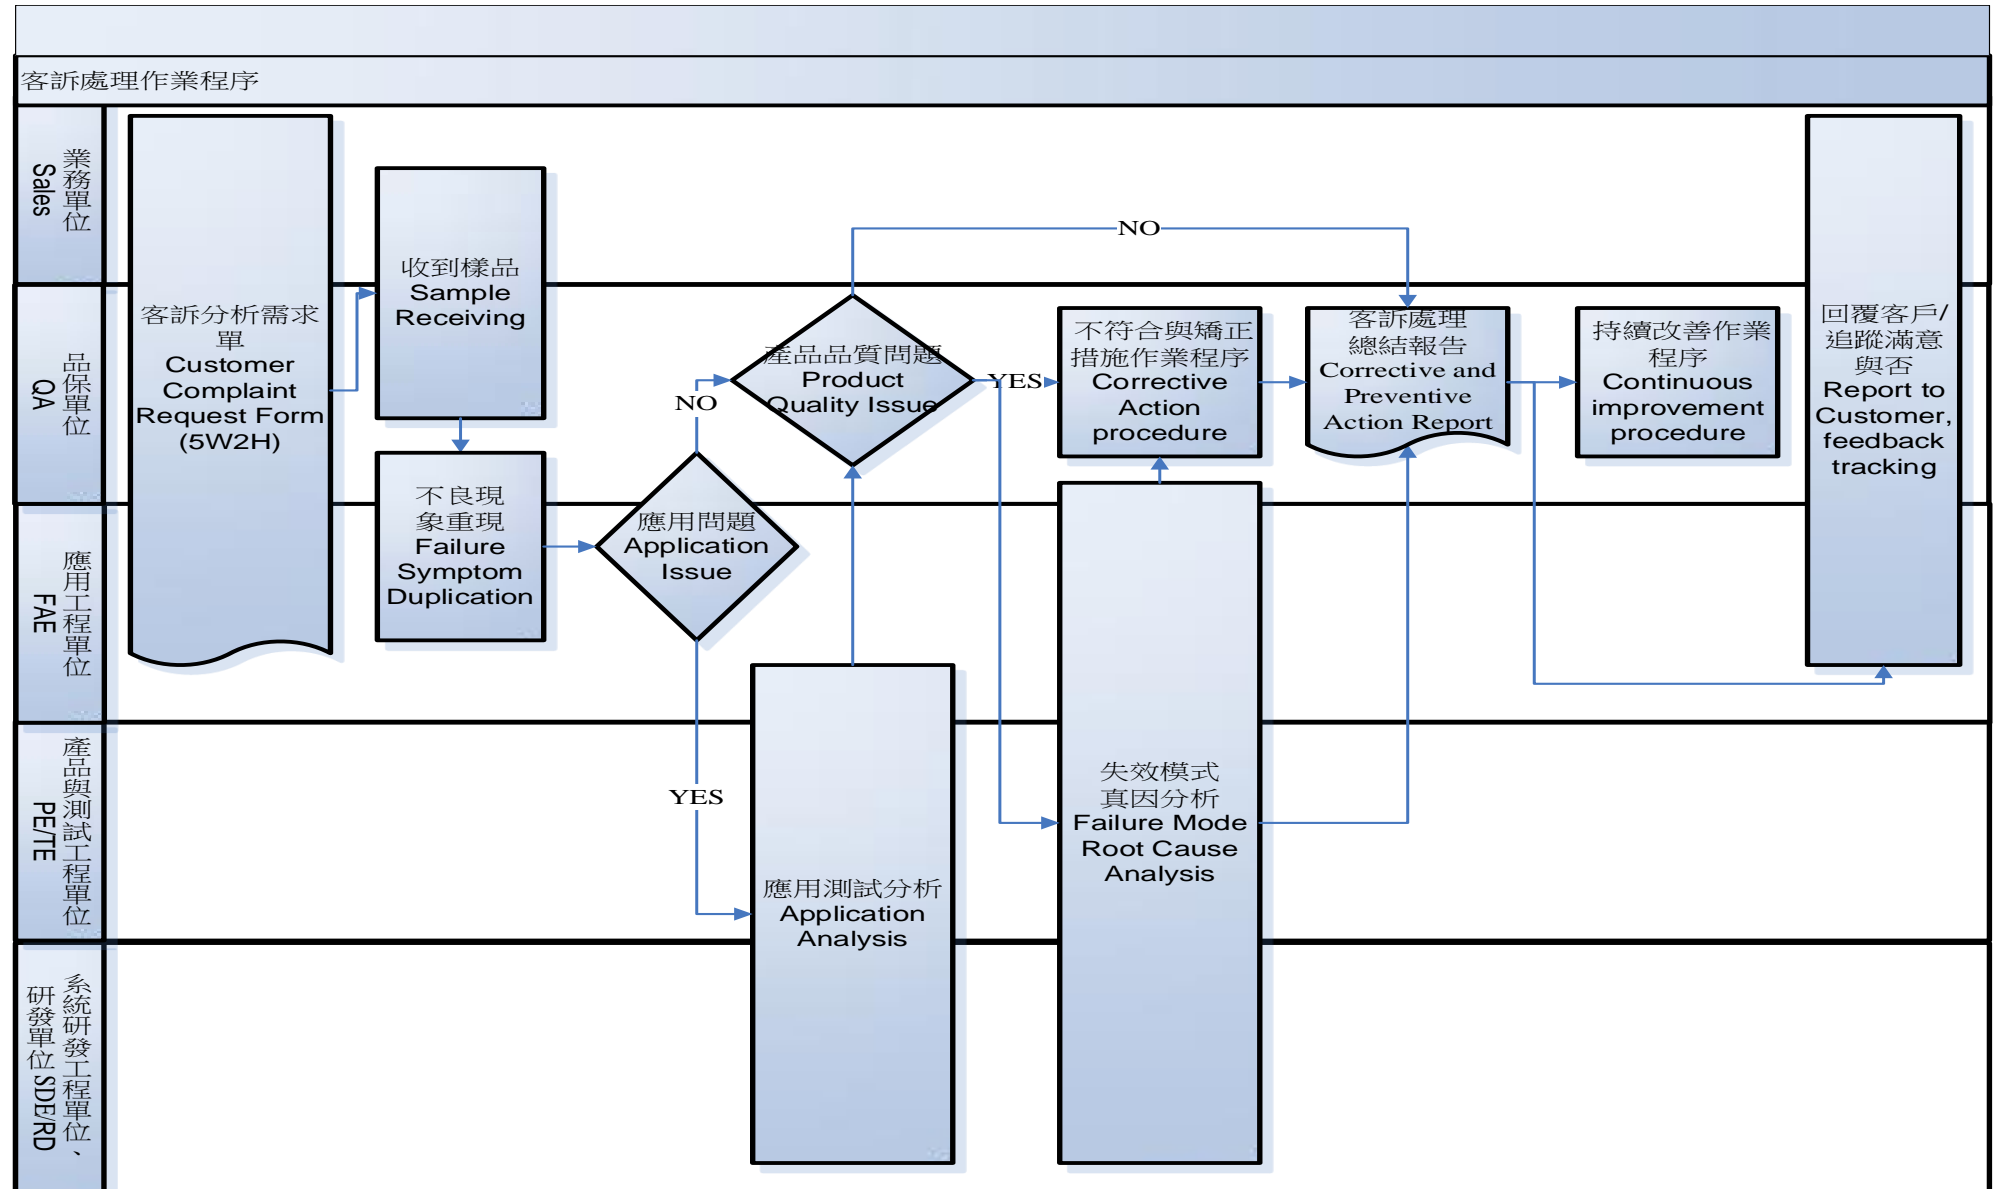 客訴處理作業程序
業務單位
Sales
品保單位
QA
應用工程單位
FAE
產品與測試工程單位
PE/TE
系統研發工程單位、
研發單位 SDE/RD
客訴分析需求
單
Customer
Complaint
Request Form
(5W2H)
收到樣品
Sample
Receiving
不良現
象重現
Failure
Symptom
Duplication
應用問題
Application
Issue
NO
YES
產品品質問題
Product
Quality Issue
NO
YES
應用測試分析
Application
Analysis
不符合與矯正
措施作業程序
Corrective
Action
procedure
失效模式
真因分析
Failure Mode
Root Cause
Analysis
客訴處理
總結報告
Corrective and
Preventive
Action Report
持續改善作業
程序
Continuous
improvement
procedure
回覆客戶/
追蹤滿意
與否
Report to
Customer,
feedback
tracking